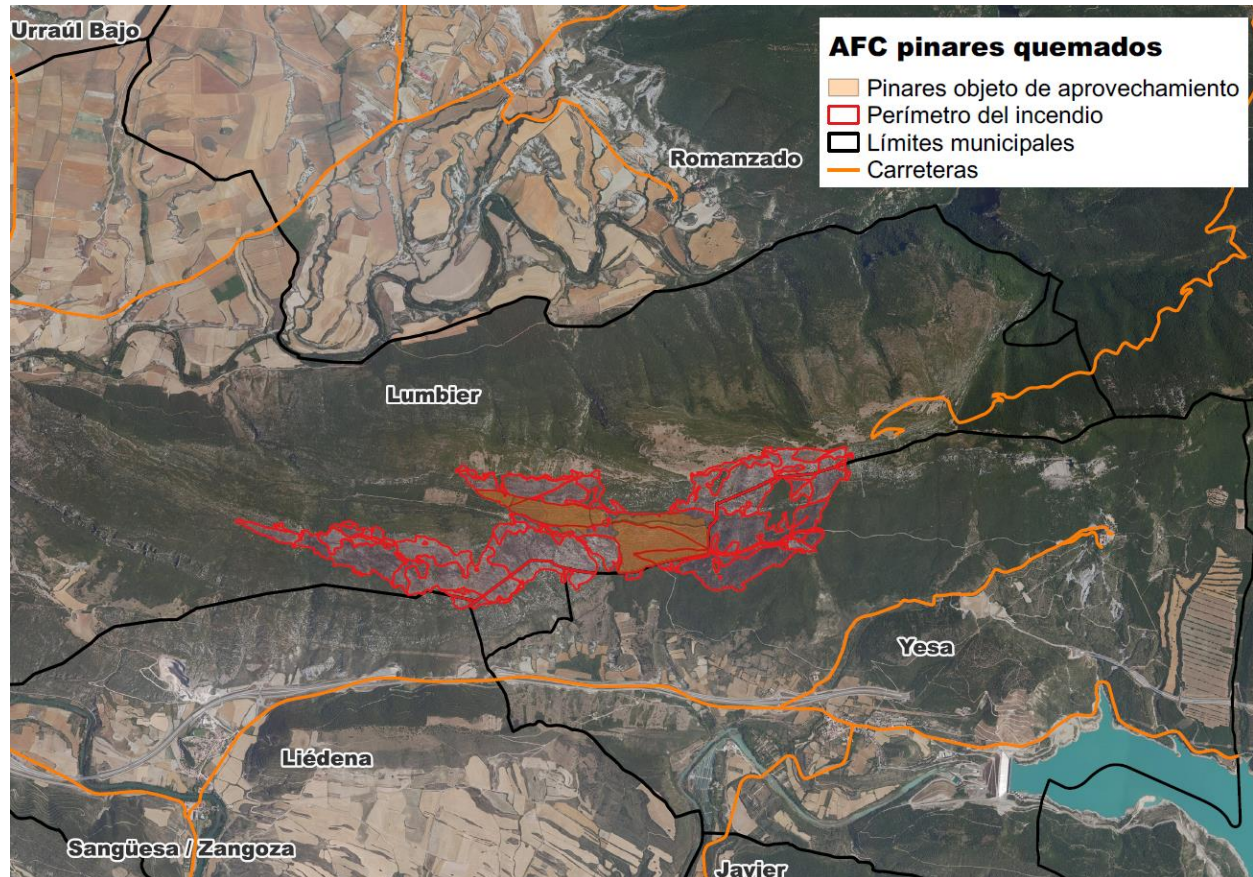 Urraúl Bajo
AFC pinares quemados
Pinares objeto de aprovechamiento
Perímetro del incendio
Límites municipales
Carreteras
Romanzado
Lumbier
Yesa
Liédena
Sangüesa / Zangoza
Javier